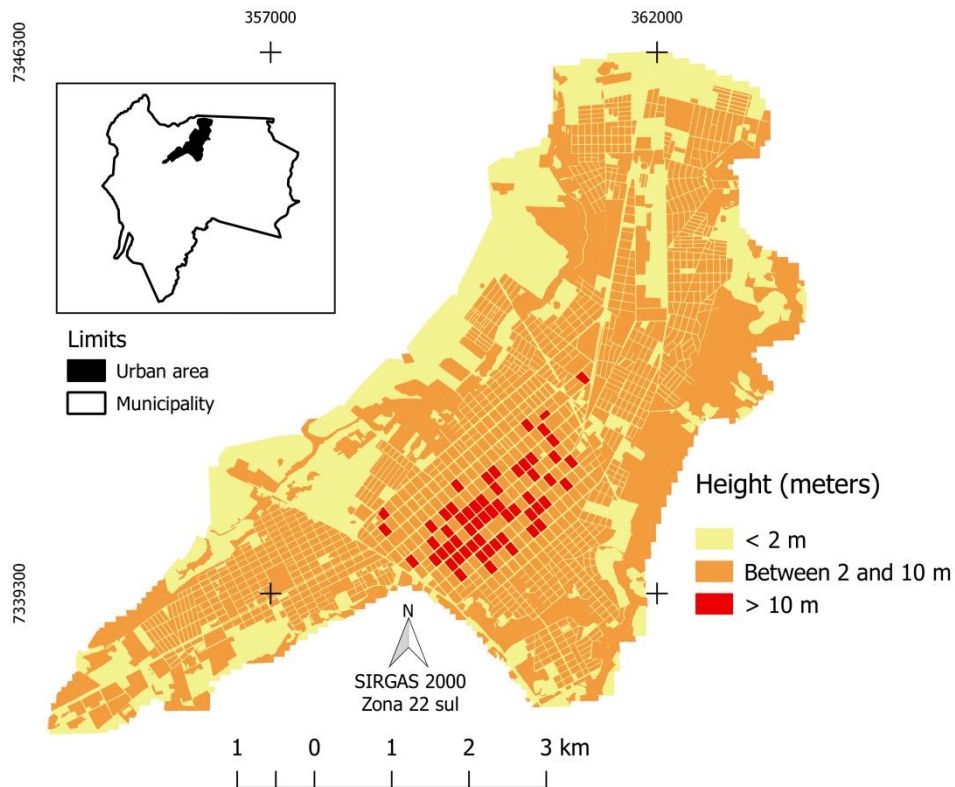 357000
362000
7346300
Limits
Urban area
Municipality
Height (meters)
< 2 m
Between 2 and 10 m
> 10 m
7339300
N
SIRGAS 2000
Zona 22 sul
1 0 1 2 3 km